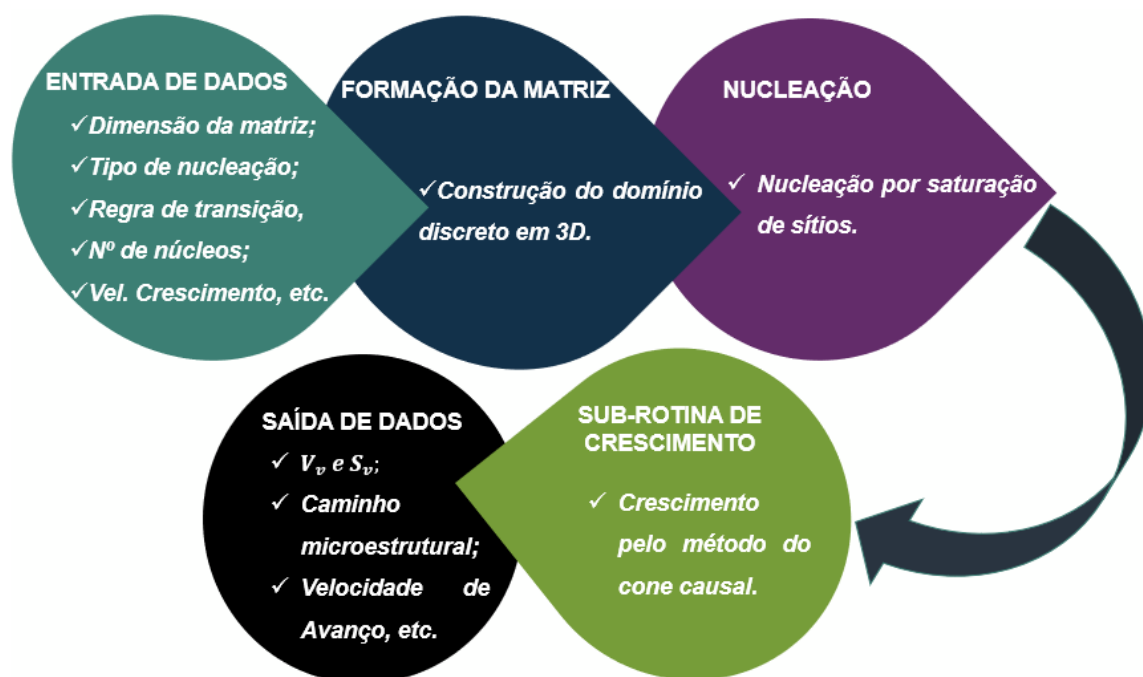 ENTRADA DE DADOS
✓Dimensão da matriz;
✓Tipo de nucleação;
✓Regra de transição,
✓Nº de núcleos;
✓Vel. Crescimento, etc.
FORMAÇÃO DA MATRIZ
✓Construção do domínio
discreto em 3D.
NUCLEAÇÃO
✓ Nucleação por saturação
de sítios.
SUB-ROTINA DE
CRESCIMENTO
✓ Crescimento
pelo método do
cone causal.
SAÍDA DE DADOS
✓ Vᵥ e Sᵥ;
✓ Caminho
microestrutural;
✓ Velocidade de
Avanço, etc.